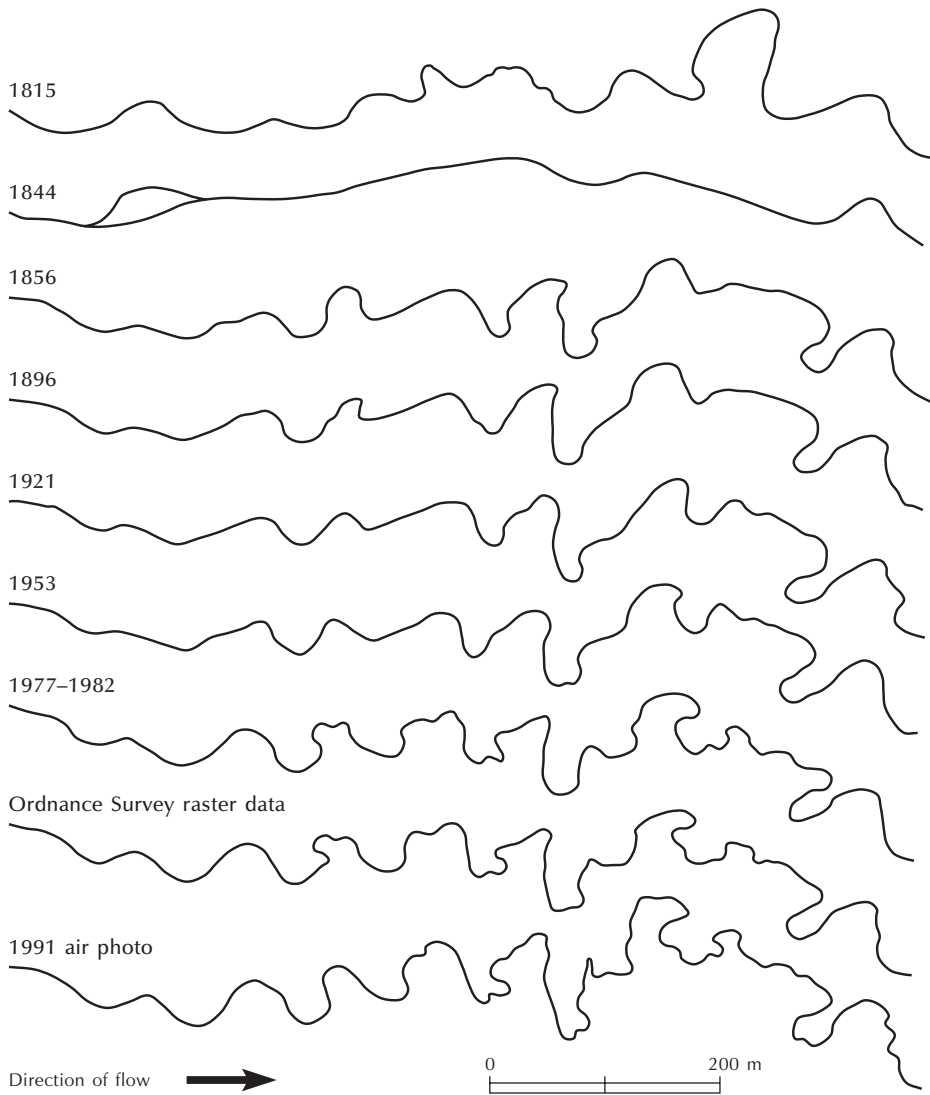 1815
1844
1856
1896
1921
1953
1977–1982
Ordnance Survey raster data
1991 air photo
0 200 m
Direction of flow